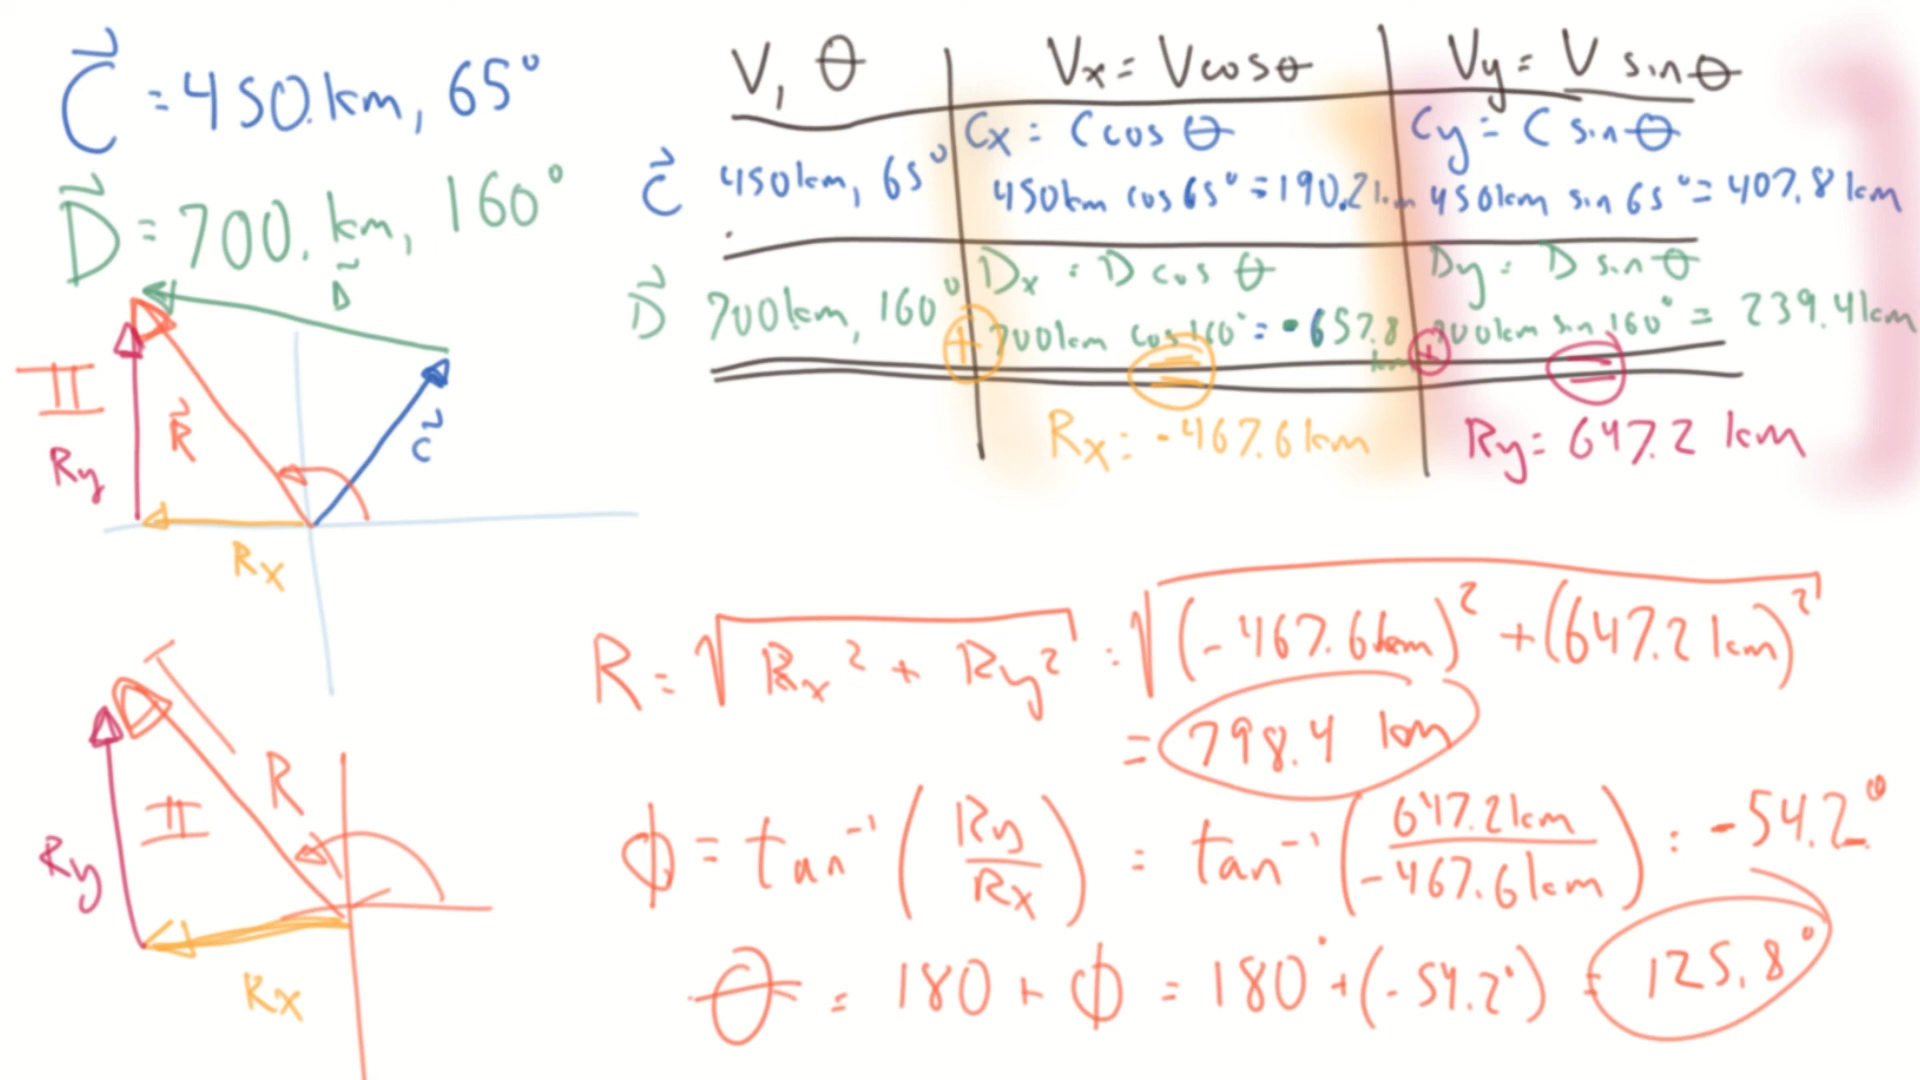 C⃗ = 450. km, 65°
D⃗ = 700. km, 160°
V, θ
Vx = V cos θ
Vy = V sin θ
C⃗ 450 km, 65°
Cx = C cos θ
450 km cos 65° = 190.2
Cy = C sin θ
450 km sin 65° = 407.8 km
D⃗ 700 km, 160°
Dx = D cos θ
700 km cos 160° = -657.8 km
Dy = D sin θ
700 km sin 160° = 239.4 km
+ =
+ =
Rx = -467.6 km
Ry = 647.2 km
D⃗
II
R⃗
C⃗
Ry
Rx
R = √(Rx² + Ry²) = √((-467.6 km)² + (647.2 km)²)
= 798.4 km
R
II
Ry
Rx
ϕ = tan⁻¹ (Ry/Rx) = tan⁻¹ (647.2 km/-467.6 km) = -54.2°
θ = 180 + ϕ = 180° + (-54.2°) = 125.8°